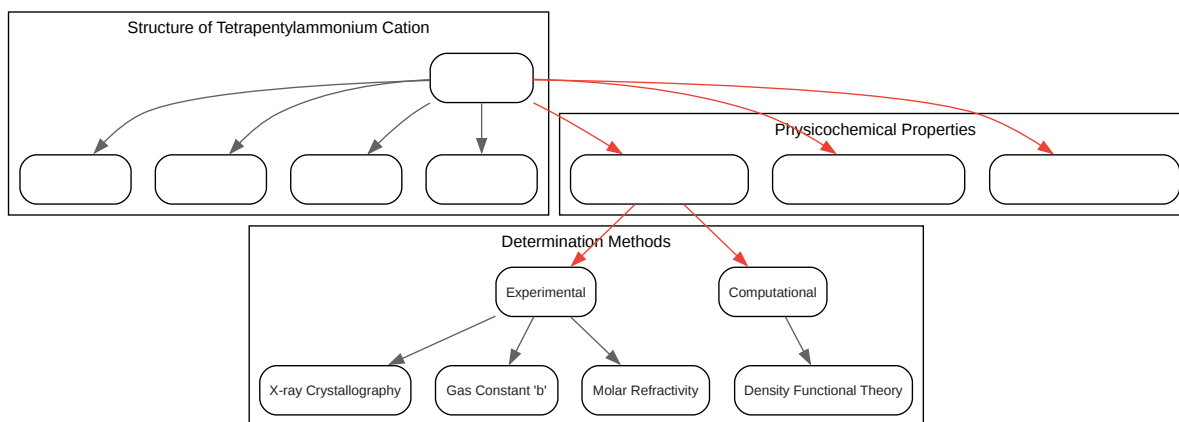 Structure of Tetrapentylammonium Cation
Physicochemical Properties
Determination Methods
Experimental
Computational
X-ray Crystallography
Gas Constant 'b'
Molar Refractivity
Density Functional Theory